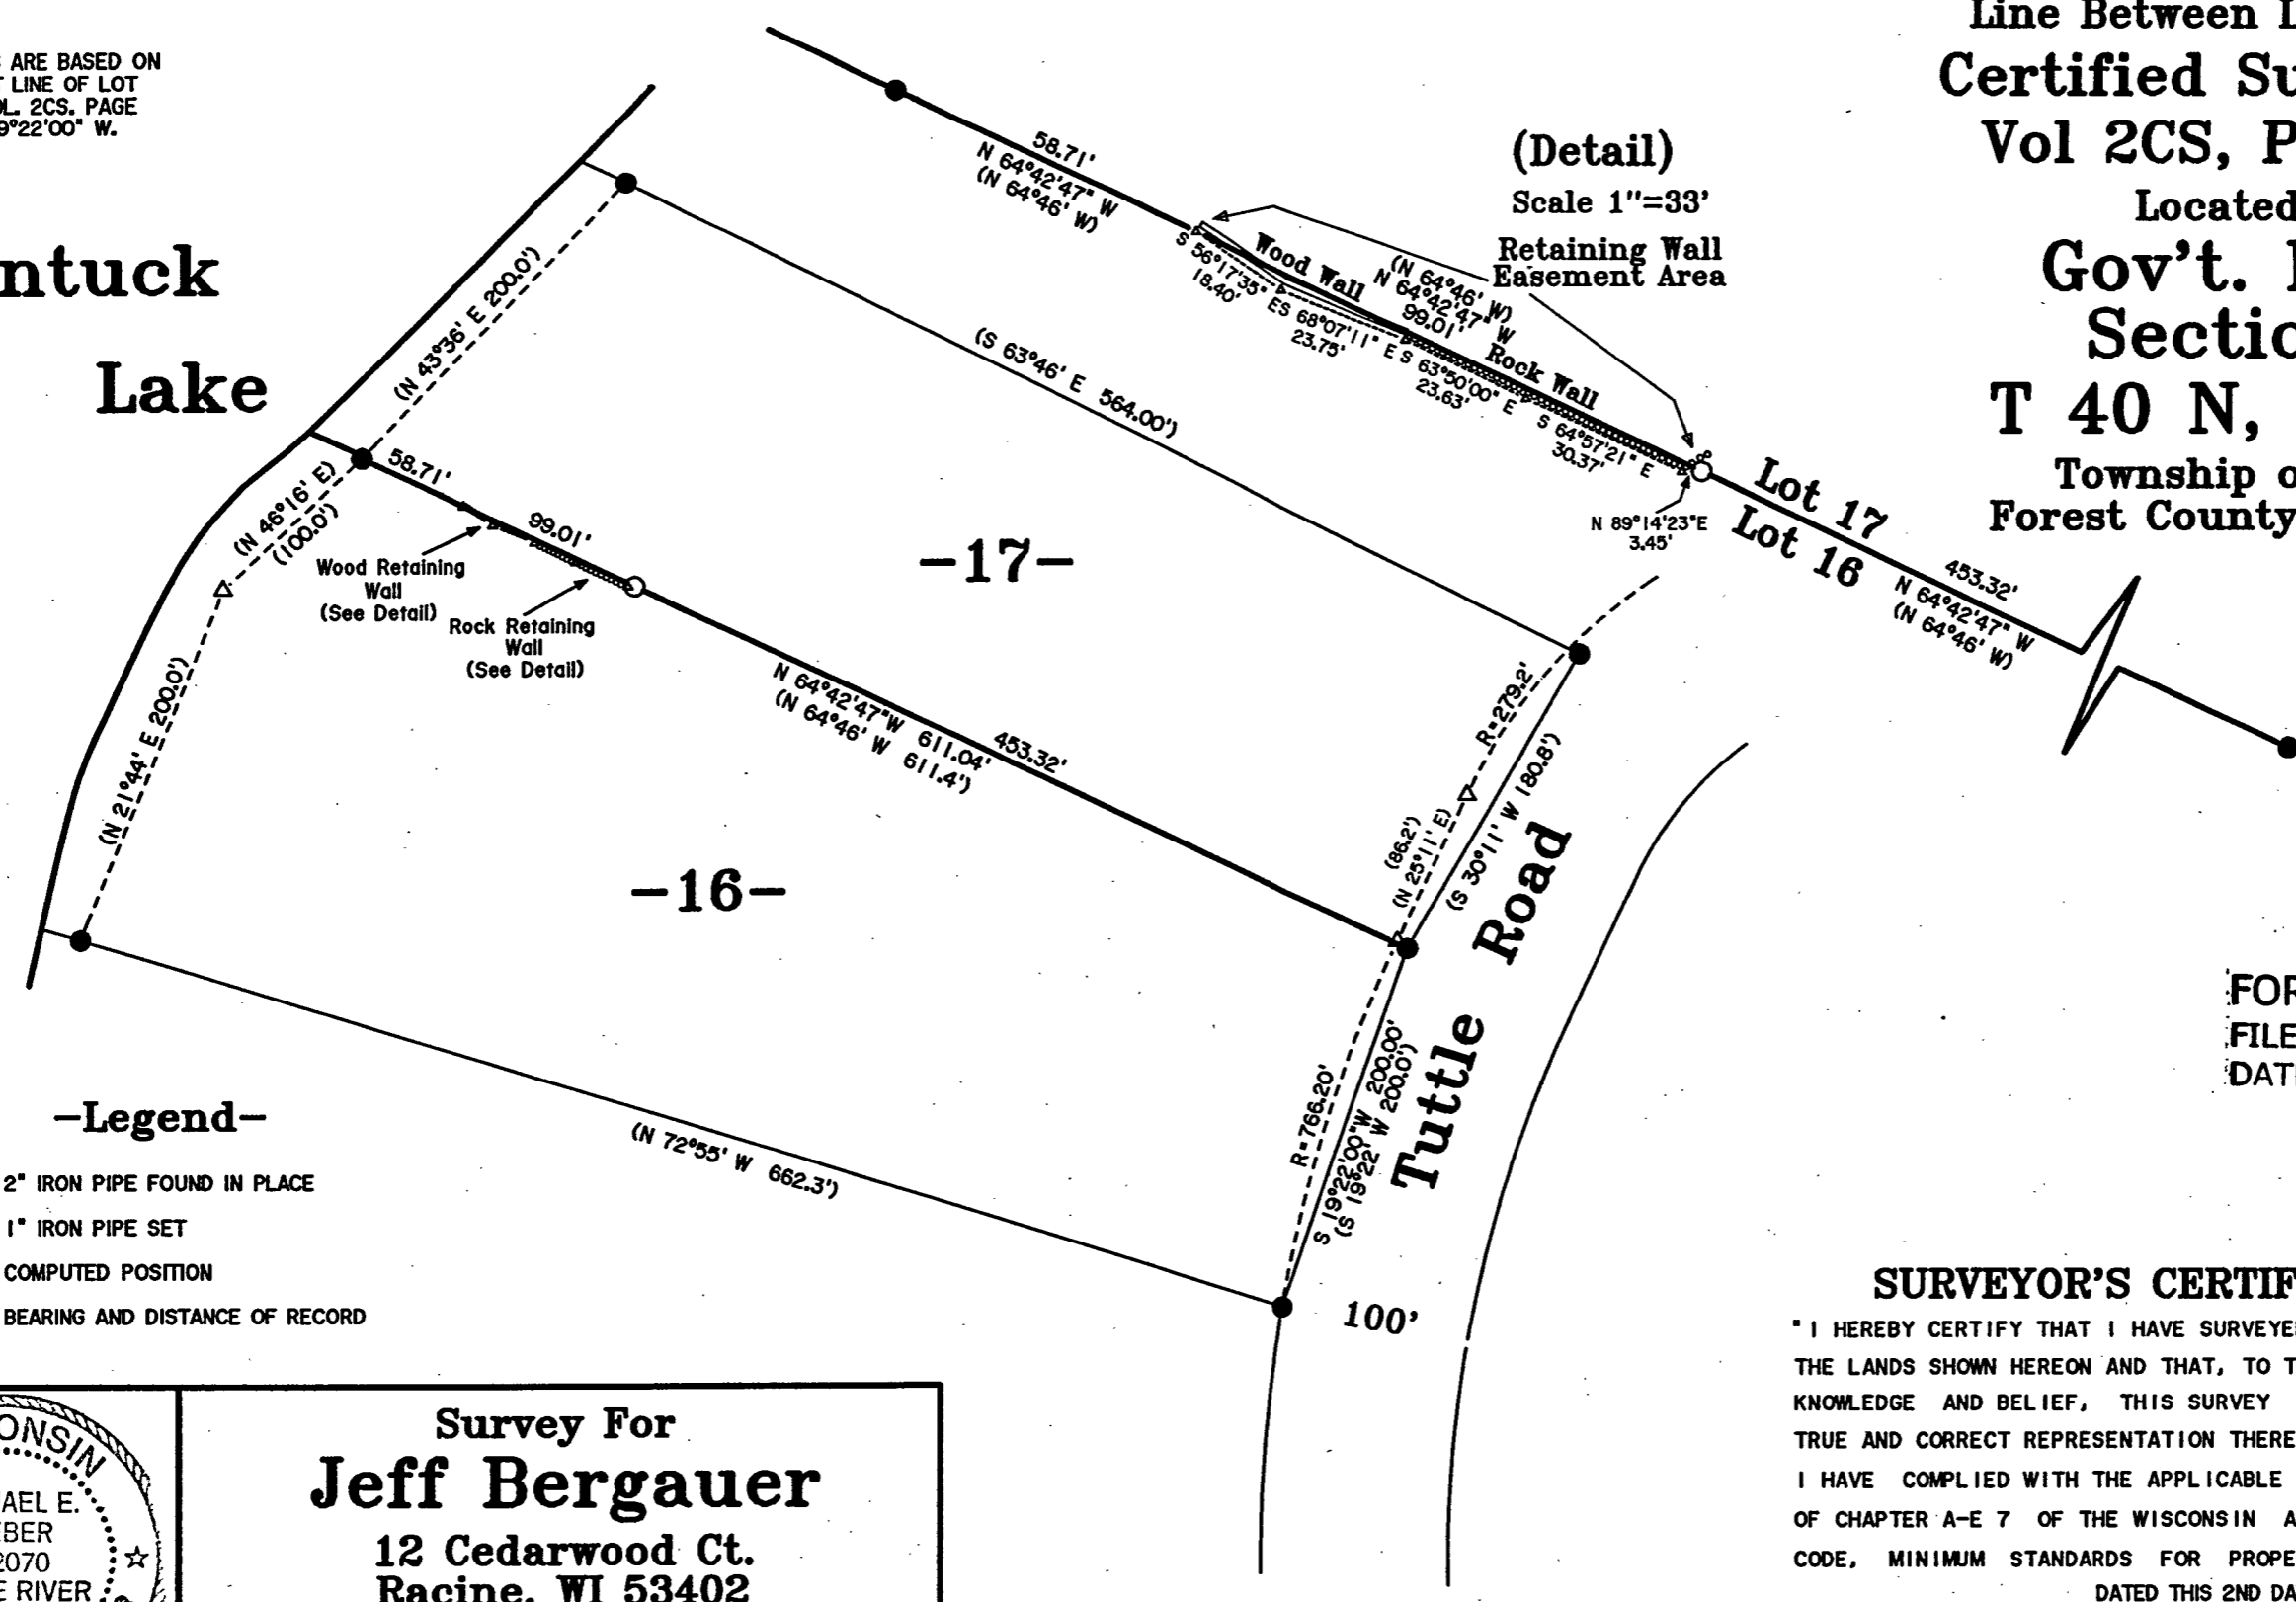 ARE BASED ON
LINE OF LOT
2CS. PAGE
9°22'00" W.
ntuck
Lake
58.71'
N 64°42'47" W
(N 64°46' W)
(Detail)
Scale 1"=33'
Retaining Wall
Easement Area
Wood Wall
(N 64°46' W)
N 64°42'47" W
99.01'
Rock Wall
S 56°17'35" E
18.40'
S 68°07'11" E
23.75'
S 63°50'00" E
23.63'
S 64°57'21" E
30.37'
N 89°14'23"E
3.45'
Lot 17
Lot 16
453.32'
N 64°42'47" W
(N 64°46' W)
Line Between
Certified Su
Vol 2CS, P
Located
Gov't.
Sectio
T 40 N,
Township o
Forest County
(N 43°36' E 200.0')
(S 63°46' E 564.00')
58.71'
99.01'
(N 46°16' E)
(100.0')
Wood Retaining
Wall
(See Detail)
Rock Retaining
Wall
(See Detail)
-17-
(N 21°44' E 200.0')
N 64°42'47"W 611.04'
(N 64°46' W 611.4')
453.32'
R=279.2'
(86.2')
(N 25°11' E)
(S 30°11' W 180.8')
-16-
Tuttle Road
R=766.20'
S 19°22'00"W 200.00'
(S 19°22' W 200.0')
(N 72°55' W 662.3')
100'
FOR
FILE
DAT
-Legend-
2" IRON PIPE FOUND IN PLACE
1" IRON PIPE SET
COMPUTED POSITION
BEARING AND DISTANCE OF RECORD
ONSIN
AEL E.
EBER
2070
E RIVER
Survey For
Jeff Bergauer
12 Cedarwood Ct.
Racine, WI 53402
SURVEYOR'S CERTIF
"I HEREBY CERTIFY THAT I HAVE SURVEYE
THE LANDS SHOWN HEREON AND THAT, TO T
KNOWLEDGE AND BELIEF, THIS SURVEY
TRUE AND CORRECT REPRESENTATION THERE
I HAVE COMPLIED WITH THE APPLICABLE
OF CHAPTER A-E 7 OF THE WISCONSIN A
CODE, MINIMUM STANDARDS FOR PROPE
DATED THIS 2ND DA